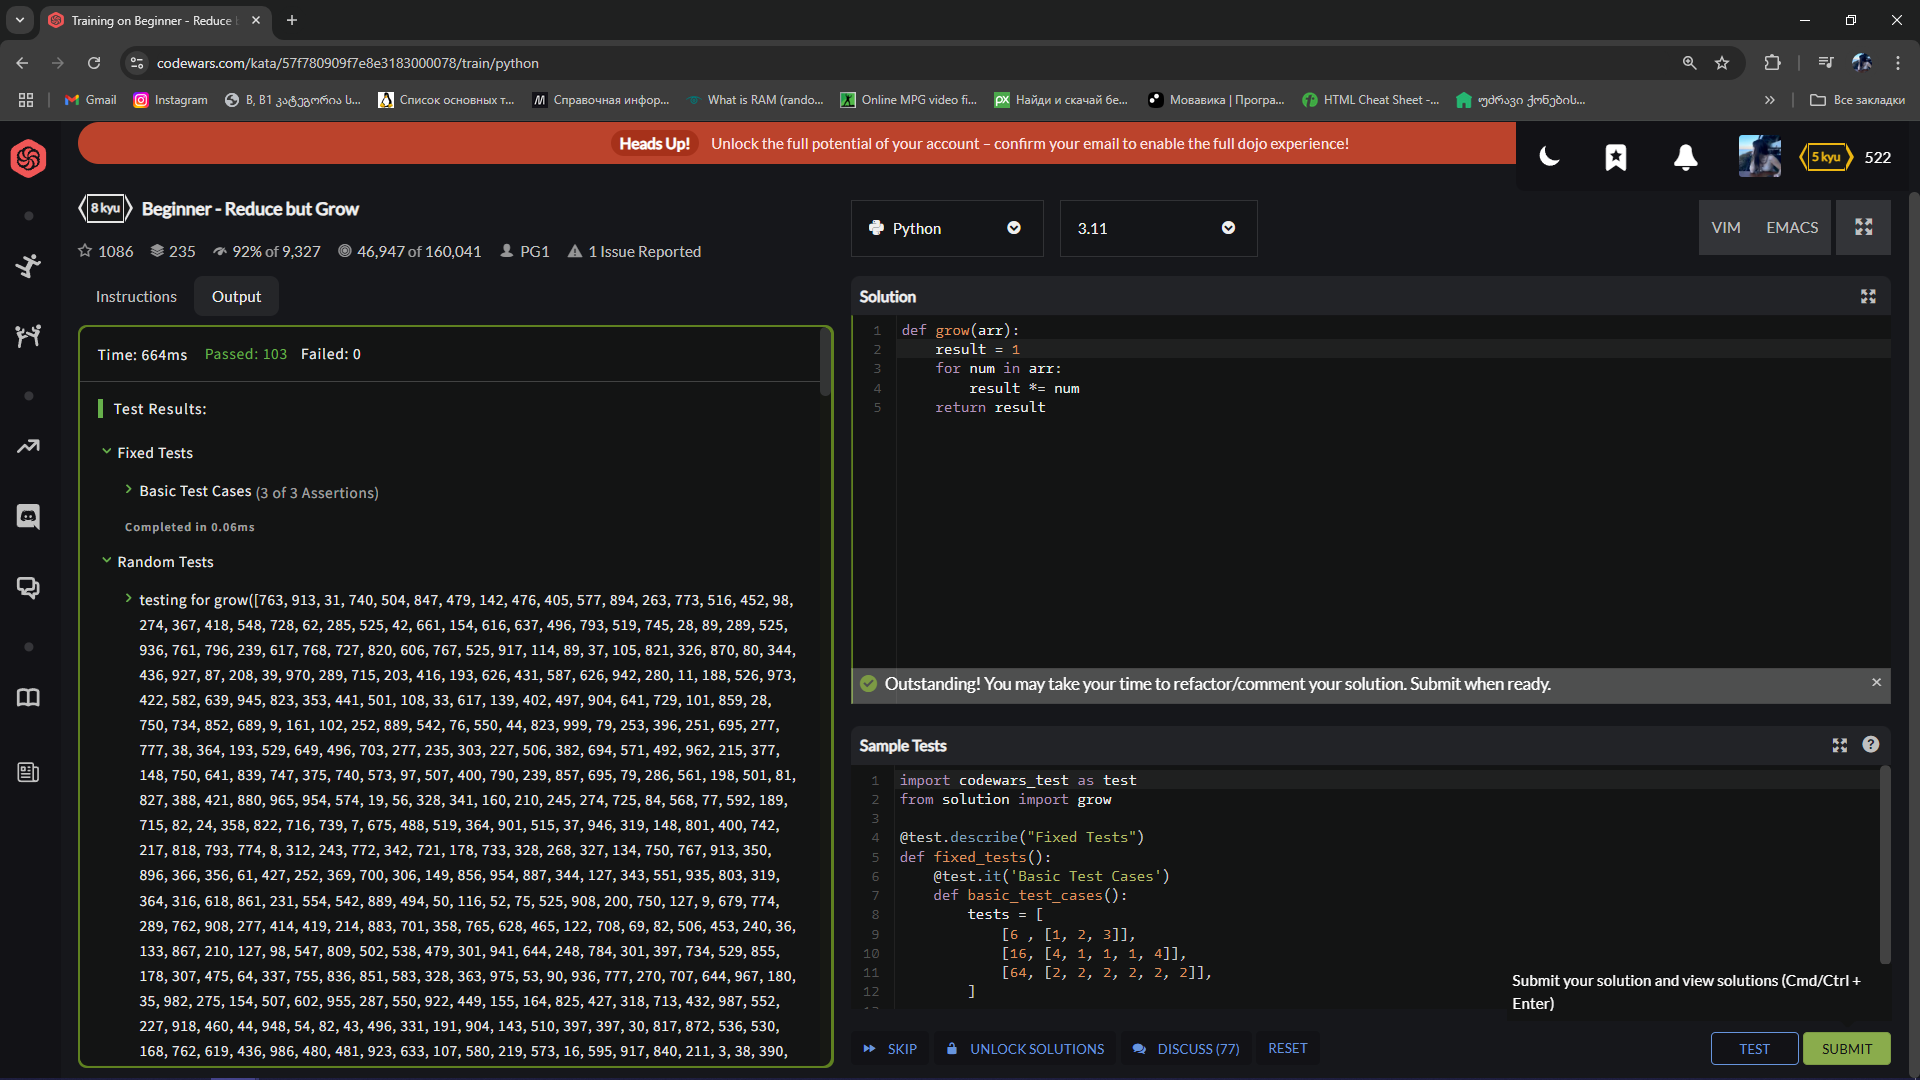 Training on Beginner - Reduce
codewars.com/kata/57f780909f7e8e3183000078/train/python
Gmail
Instagram
B, B1 კატეგორია ს...
Список основных т...
Справочная инфор...
What is RAM (rando...
Online MPG video fi...
Найди и скачай бе...
Мовавика | Програ...
HTML Cheat Sheet -...
უძრავი ქონების...
Все закладки
Heads Up! Unlock the full potential of your account – confirm your email to enable the full dojo experience!
5 kyu 522
8 kyu Beginner - Reduce but Grow
1086 235 92% of 9,327 46,947 of 160,041 PG1 1 Issue Reported
Python
3.11
VIM EMACS
Instructions Output
Time: 664ms Passed: 103 Failed: 0
Test Results:
Fixed Tests
Basic Test Cases (3 of 3 Assertions)
Completed in 0.06ms
Random Tests
testing for grow([763, 913, 31, 740, 504, 847, 479, 142, 476, 405, 577, 894, 263, 773, 516, 452, 98,
274, 367, 418, 548, 728, 62, 285, 525, 42, 661, 154, 616, 637, 496, 793, 519, 745, 28, 89, 289, 525,
936, 761, 796, 239, 617, 768, 727, 820, 606, 767, 525, 917, 114, 89, 37, 105, 821, 326, 870, 80, 344,
436, 927, 87, 208, 39, 970, 289, 715, 203, 416, 193, 626, 431, 587, 626, 942, 280, 11, 188, 526, 973,
422, 582, 639, 945, 823, 353, 441, 501, 108, 33, 617, 139, 402, 497, 904, 641, 729, 101, 859, 28,
750, 734, 852, 689, 9, 161, 102, 252, 889, 542, 76, 550, 44, 823, 999, 79, 253, 396, 251, 695, 277,
777, 38, 364, 193, 529, 649, 496, 703, 277, 235, 303, 227, 506, 382, 694, 571, 492, 962, 215, 377,
148, 750, 641, 839, 747, 375, 740, 573, 97, 507, 400, 790, 239, 857, 695, 79, 286, 561, 198, 501, 81,
827, 388, 421, 880, 965, 954, 574, 19, 56, 328, 341, 160, 210, 245, 274, 725, 84, 568, 77, 592, 189,
715, 82, 24, 358, 822, 716, 739, 7, 675, 488, 519, 364, 901, 515, 37, 946, 319, 148, 801, 400, 742,
217, 818, 793, 774, 8, 312, 243, 772, 342, 721, 178, 733, 328, 268, 327, 134, 750, 767, 913, 350,
896, 366, 356, 61, 427, 252, 369, 700, 306, 149, 856, 954, 887, 344, 127, 343, 551, 935, 803, 319,
364, 316, 618, 861, 231, 554, 542, 889, 494, 50, 116, 52, 75, 525, 908, 200, 750, 127, 9, 679, 774,
289, 762, 908, 277, 414, 419, 214, 883, 701, 358, 765, 628, 465, 122, 708, 69, 82, 506, 453, 240, 36,
133, 867, 210, 127, 98, 547, 809, 502, 538, 479, 301, 941, 644, 248, 784, 301, 397, 734, 529, 855,
178, 307, 475, 64, 337, 755, 836, 851, 583, 328, 363, 975, 53, 90, 936, 777, 270, 707, 644, 967, 180,
35, 982, 275, 154, 507, 602, 955, 287, 550, 922, 449, 155, 164, 825, 427, 318, 713, 432, 987, 552,
227, 918, 460, 44, 948, 54, 82, 43, 496, 331, 191, 904, 143, 510, 397, 397, 30, 817, 872, 536, 530,
168, 762, 619, 436, 986, 480, 481, 923, 633, 107, 580, 219, 573, 16, 595, 917, 840, 211, 3, 38, 390,
Solution
1 def grow(arr):
2 result = 1
3 for num in arr:
4 result *= num
5 return result
Outstanding! You may take your time to refactor/comment your solution. Submit when ready.
Sample Tests
1 import codewars_test as test
2 from solution import grow
3
4 @test.describe("Fixed Tests")
5 def fixed_tests():
6 @test.it('Basic Test Cases')
7 def basic_test_cases():
8 tests = [
9 [6 , [1, 2, 3]],
10 [16, [4, 1, 1, 1, 4]],
11 [64, [2, 2, 2, 2, 2, 2]],
12 ]
Submit your solution and view solutions (Cmd/Ctrl +
Enter)
SKIP UNLOCK SOLUTIONS DISCUSS (77) RESET TEST SUBMIT